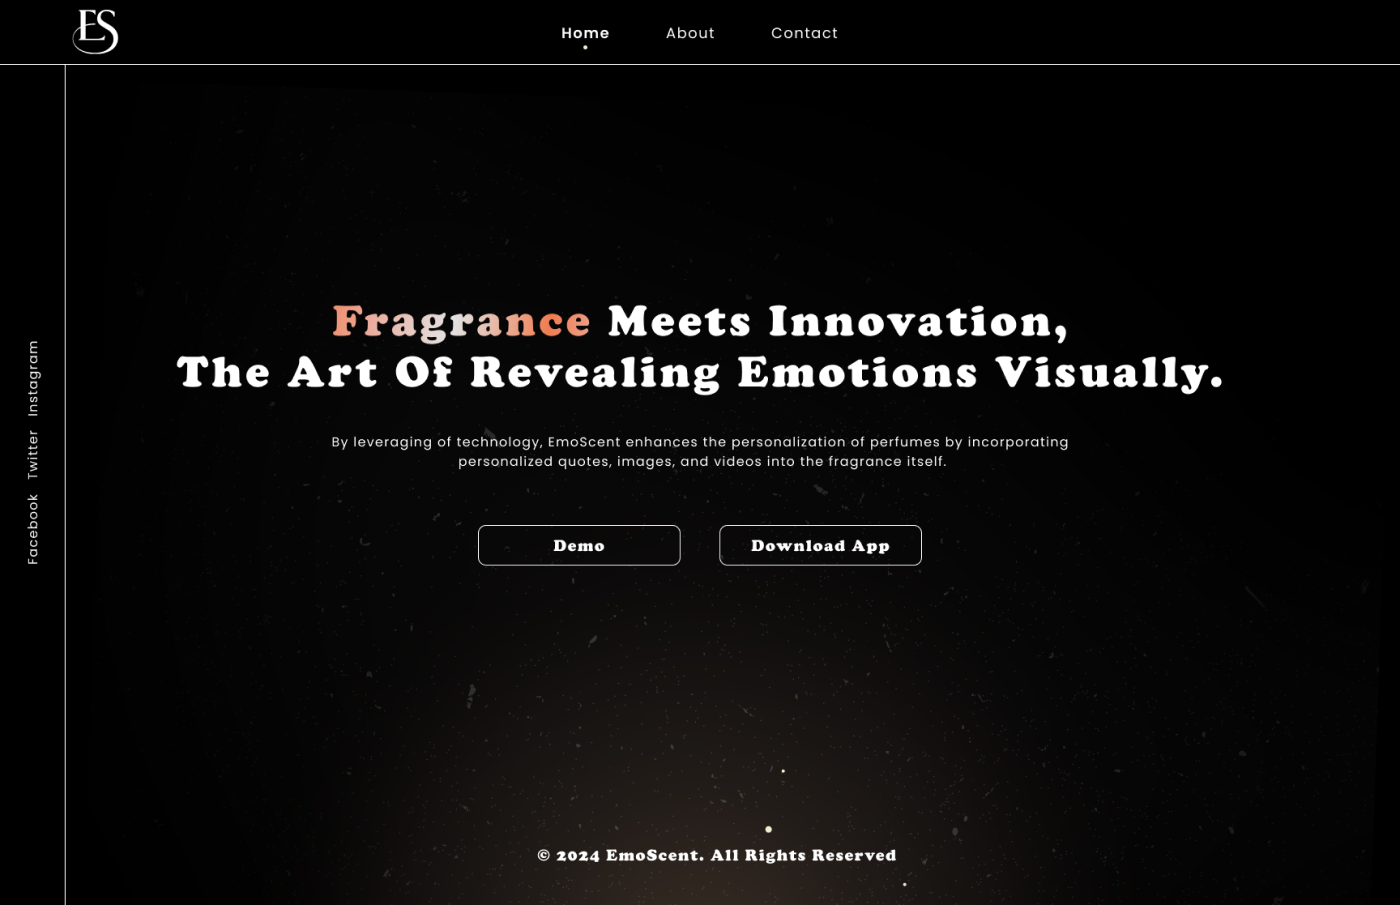 ES
Home
About
Contact
Fragrance Meets Innovation,
The Art Of Revealing Emotions Visually.
By leveraging of technology, EmoScent enhances the personalization of perfumes by incorporating
personalized quotes, images, and videos into the fragrance itself.
Demo
Download App
Facebook Twitter Instagram
© 2024 EmoScent. All Rights Reserved